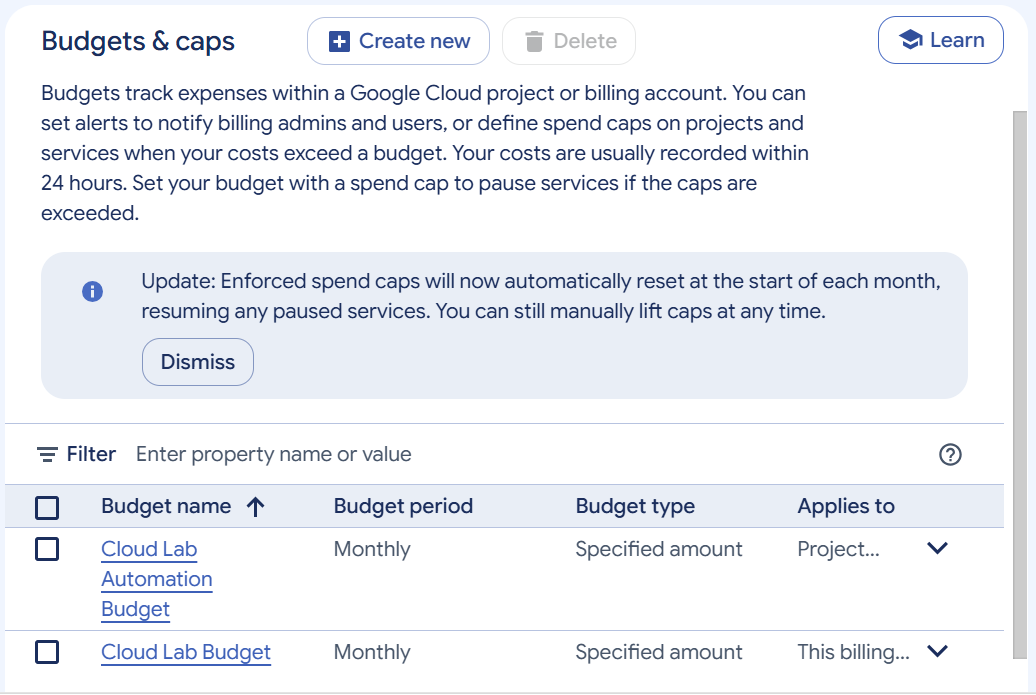 Budgets & caps
Create new
Delete
Learn
Budgets track expenses within a Google Cloud project or billing account. You can
set alerts to notify billing admins and users, or define spend caps on projects and
services when your costs exceed a budget. Your costs are usually recorded within
24 hours. Set your budget with a spend cap to pause services if the caps are
exceeded.
Update: Enforced spend caps will now automatically reset at the start of each month,
resuming any paused services. You can still manually lift caps at any time.
Dismiss
Filter Enter property name or value
Budget name Budget period Budget type Applies to
Cloud Lab Monthly Specified amount Project...
Automation
Budget
Cloud Lab Budget Monthly Specified amount This billing...